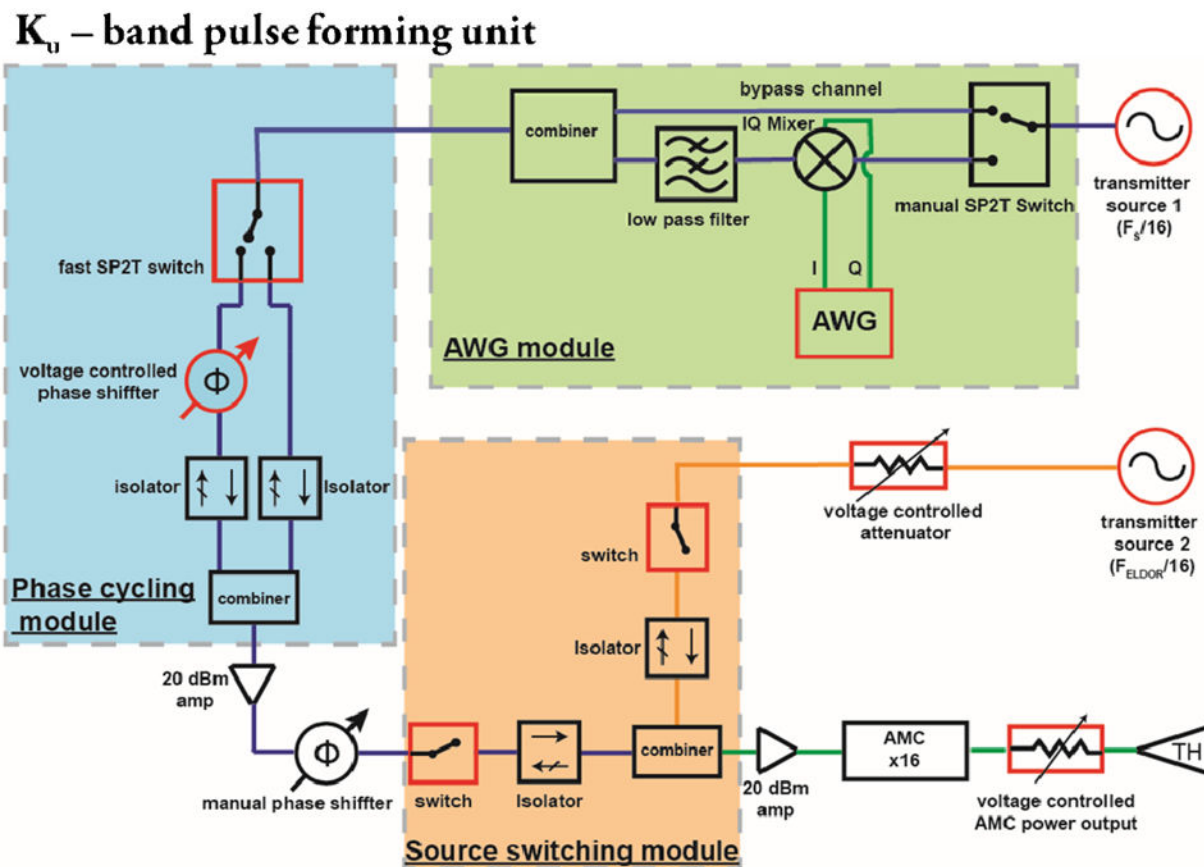 Ku – band pulse forming unit
bypass channel
combiner
IQ Mixer
low pass filter
manual SP2T Switch
transmitter
source 1
(FS/16)
I Q
AWG
AWG module
fast SP2T switch
voltage controlled
phase shiffter
Φ
isolator
Isolator
combiner
Phase cycling
module
20 dBm
amp
Φ
manual phase shiffter
switch
Isolator
combiner
switch
Isolator
Source switching module
voltage controlled
attenuator
transmitter
source 2
(FELDOR/16)
20 dBm
amp
AMC
x16
voltage controlled
AMC power output
TH